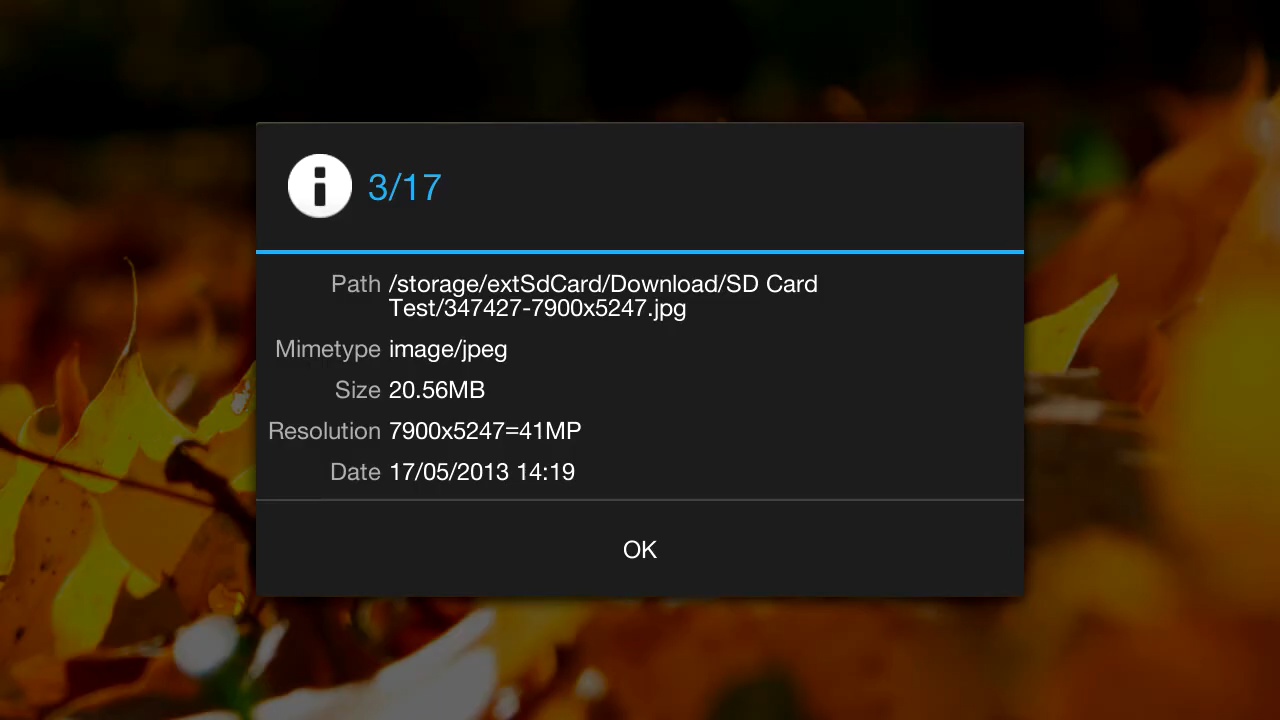 3/17
Path /storage/extSdCard/Download/SD Card
Test/347427-7900x5247.jpg
Mimetype image/jpeg
Size 20.56MB
Resolution 7900x5247=41MP
Date 17/05/2013 14:19
OK